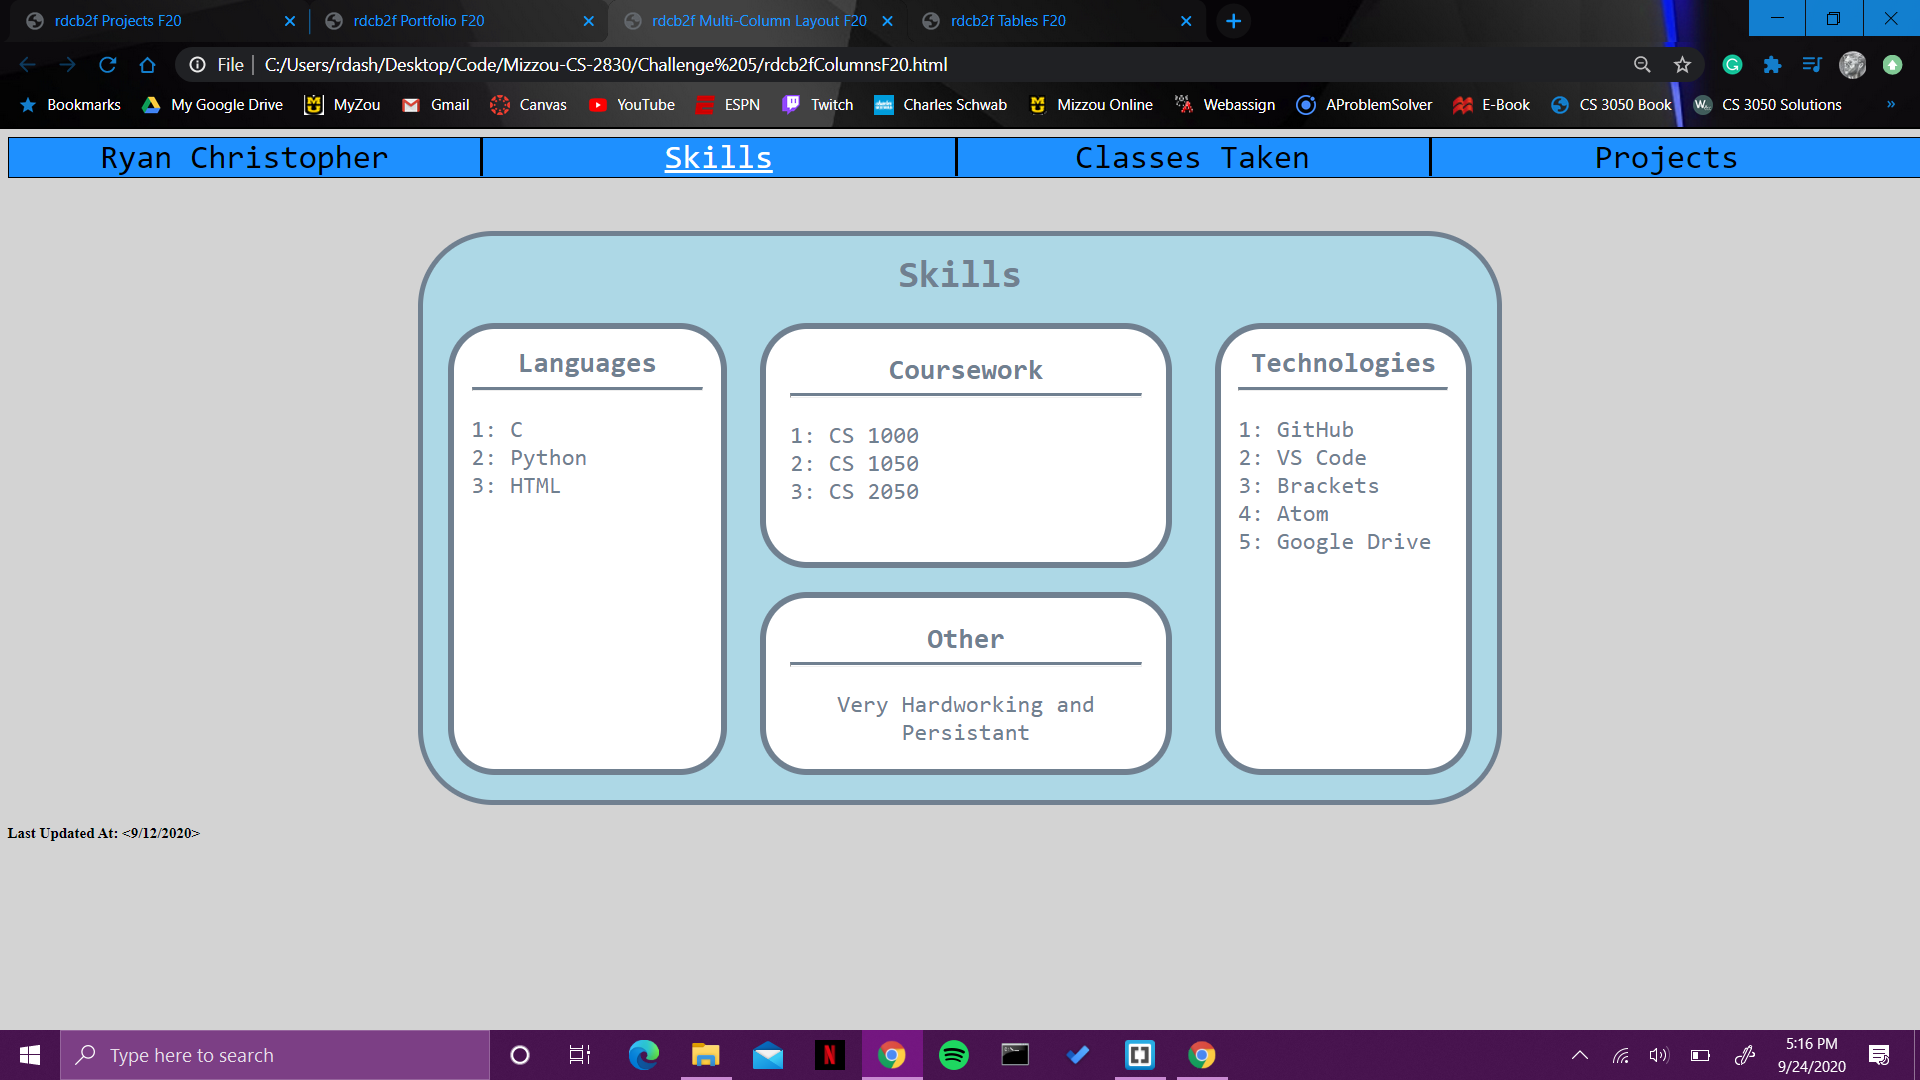 rdcb2f Projects F20
rdcb2f Portfolio F20
rdcb2f Multi-Column Layout F20
rdcb2f Tables F20
File | C:/Users/rdash/Desktop/Code/Mizzou-CS-2830/Challenge%205/rdcb2fColumnsF20.html
Bookmarks My Google Drive MyZou Gmail Canvas YouTube ESPN Twitch Charles Schwab Mizzou Online Webassign AProblemSolver E-Book CS 3050 Book CS 3050 Solutions »
Ryan Christopher
Skills
Classes Taken
Projects
Skills
Languages
1: C
2: Python
3: HTML
Coursework
1: CS 1000
2: CS 1050
3: CS 2050
Other
Very Hardworking and
Persistant
Technologies
1: GitHub
2: VS Code
3: Brackets
4: Atom
5: Google Drive
Last Updated At: <9/12/2020>
Type here to search
5:16 PM
9/24/2020